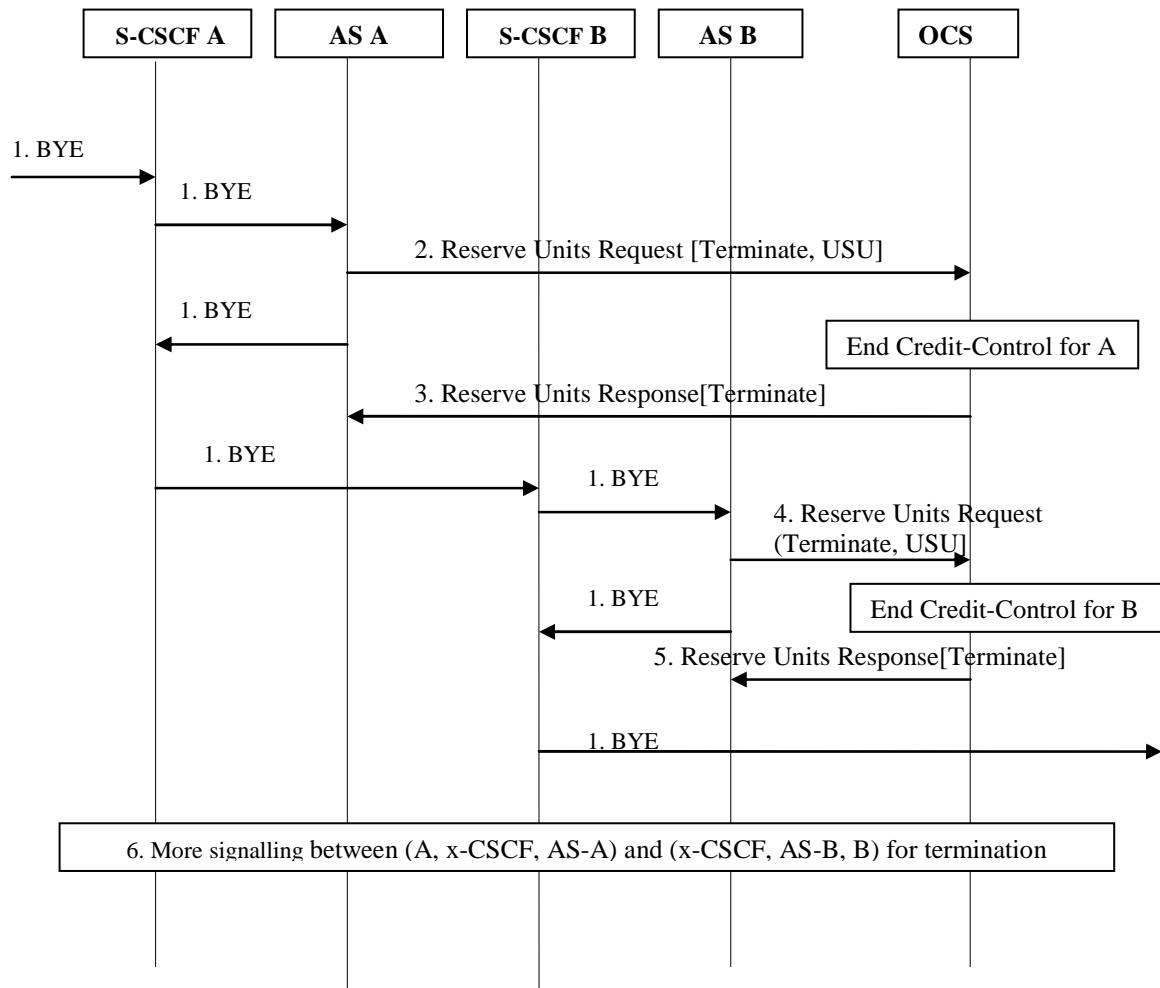 S-CSCF A
AS A
S-CSCF B
AS B
OCS
1. BYE
1. BYE
2. Reserve Units Request [Terminate, USU]
1. BYE
End Credit-Control for A
3. Reserve Units Response[Terminate]
1. BYE
1. BYE
4. Reserve Units Request
(Terminate, USU]
1. BYE
End Credit-Control for B
5. Reserve Units Response[Terminate]
1. BYE
6. More signalling between (A, x-CSCF, AS-A) and (x-CSCF, AS-B, B) for termination